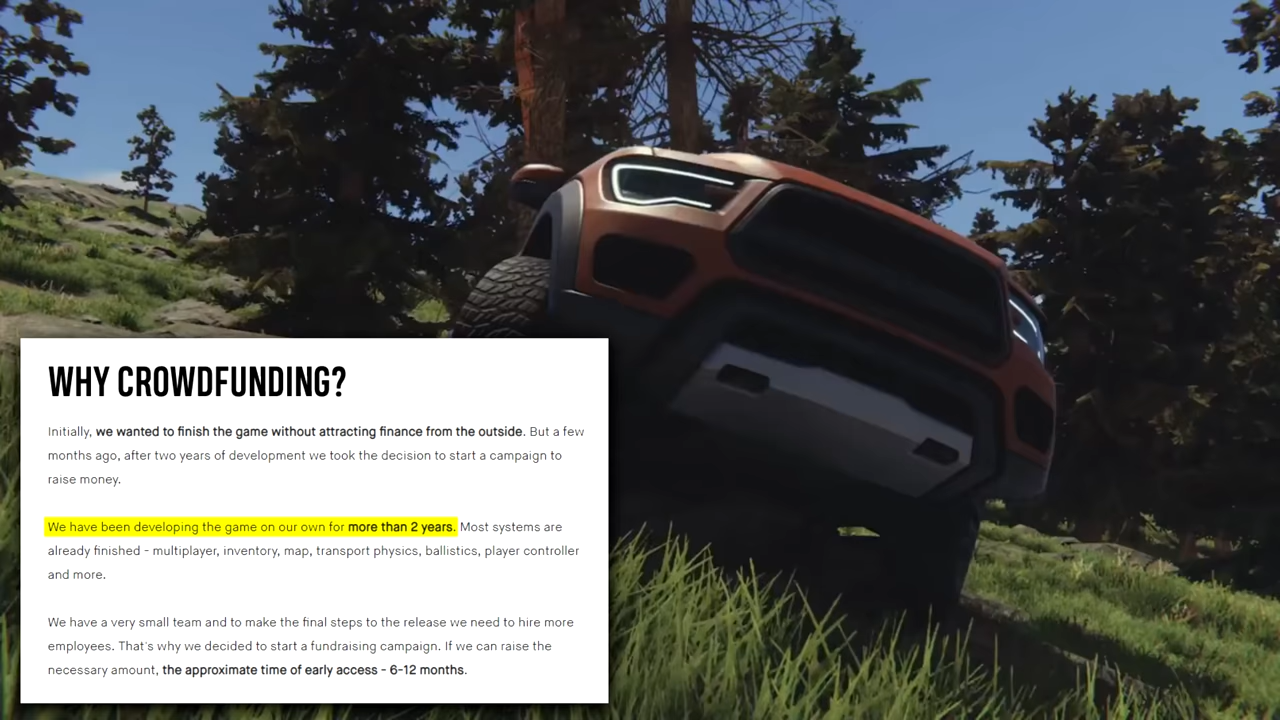 WHY CROWDFUNDING?
Initially, we wanted to finish the game without attracting finance from the outside. But a few
months ago, after two years of development we took the decision to start a campaign to
raise money.
We have been developing the game on our own for more than 2 years. Most systems are
already finished - multiplayer, inventory, map, transport physics, ballistics, player controller
and more.
We have a very small team and to make the final steps to the release we need to hire more
employees. That's why we decided to start a fundraising campaign. If we can raise the
necessary amount, the approximate time of early access - 6-12 months.